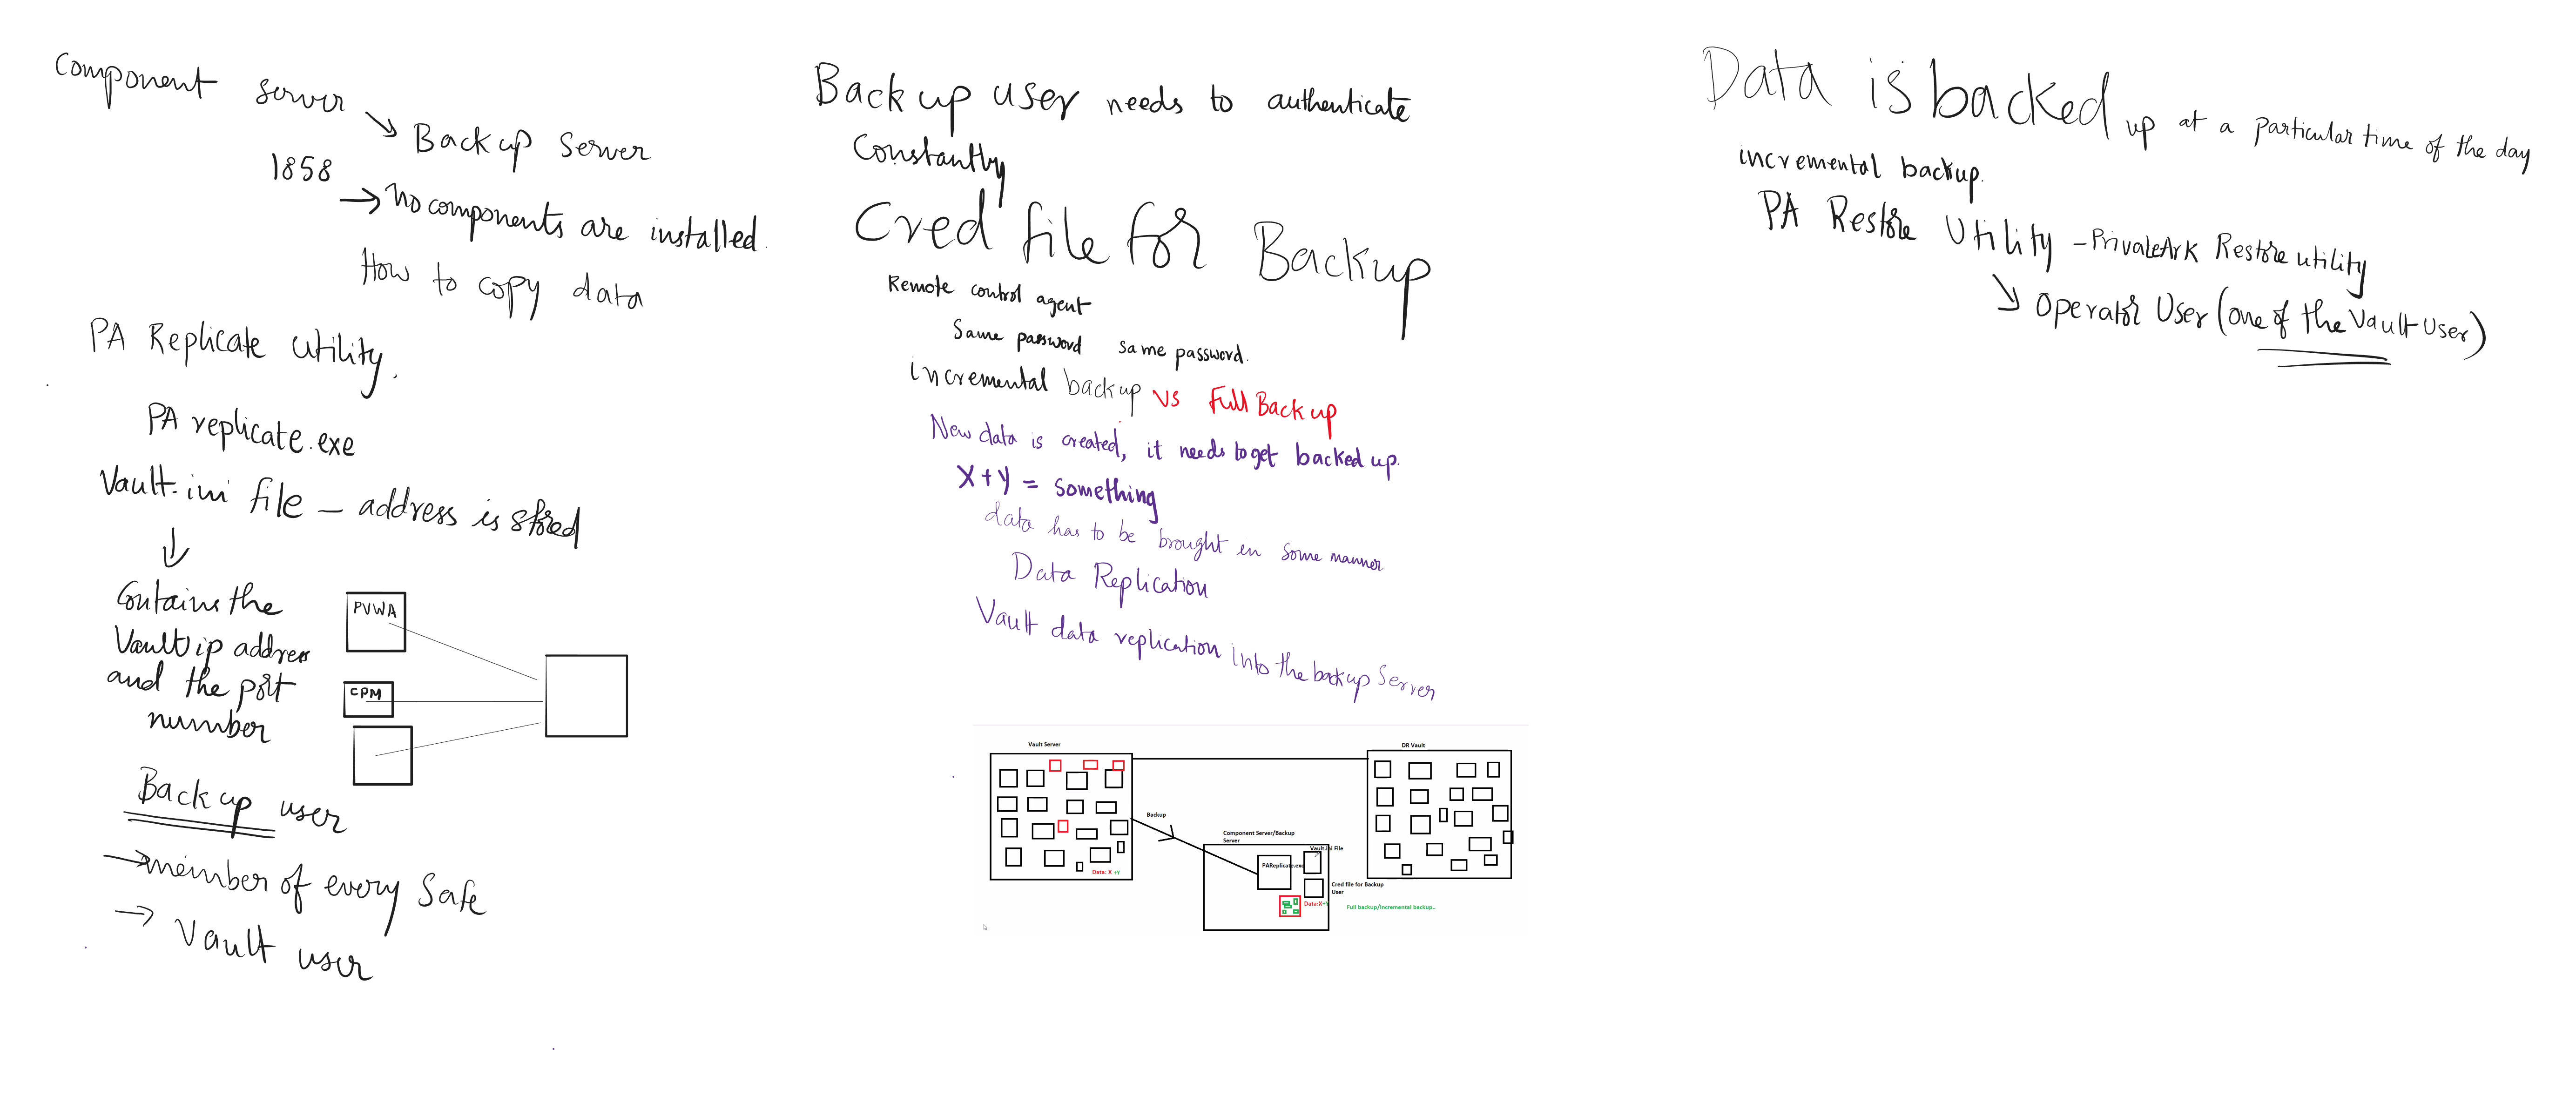 Component server
Backup Server
1858
No components are installed.
How to copy data
PA Replicate utility.
PA replicate.exe
Vault.ini file - address is stored
Contains the
Vault ip address
and the port
number
PVWA
CPM
Backup user
member of every Safe
Vault user
Backup user needs to authenticate
Constantly
Cred file for Backup
Remote control agent
Same password same password.
incremental backup vs Full Backup
New data is created, it needs to get backed up.
X+Y = something
data has to be brought in some manner
Data Replication
Vault data replication into the backup Server
Vault Server
DR Vault
Backup
Component Server/Backup
Server
Vault.ini File
PAReplicate.exe
Cred file for Backup
User
Data: X +Y
Data:X+Y
Full backup/Incremental backup..
Data is backed up at a particular time of the day
incremental backup.
PA Restore Utility - PrivateArk Restore utility
Operator User (one of the Vault User)